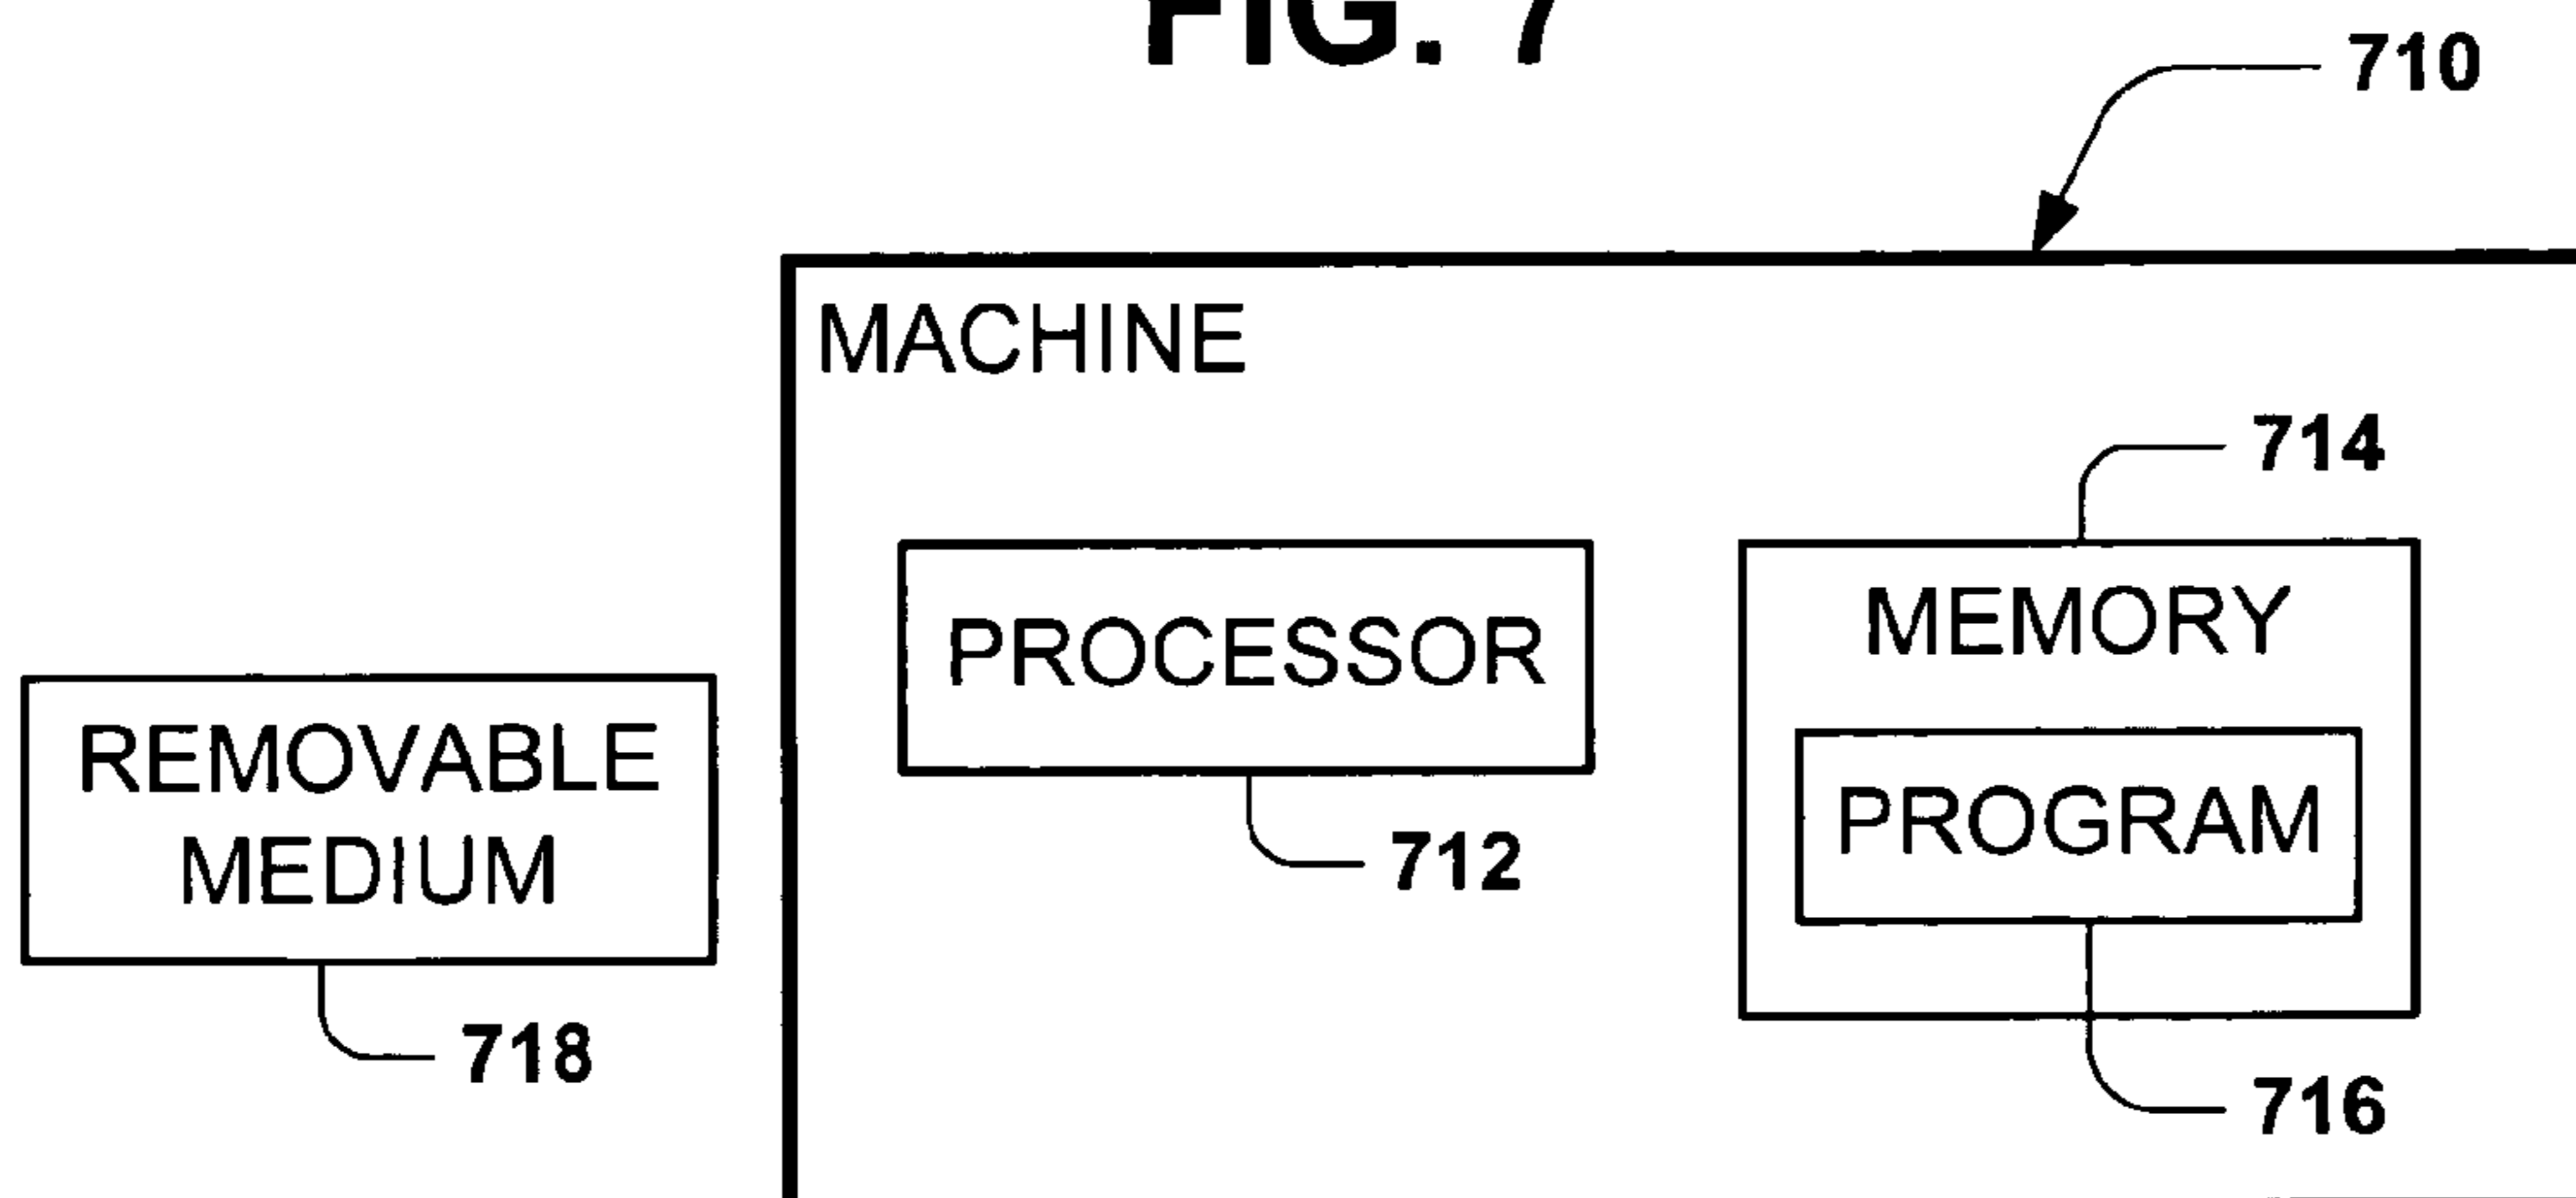 FIG. 7
710
MACHINE
714
PROCESSOR
MEMORY
REMOVABLE
MEDIUM
PROGRAM
712
718
716